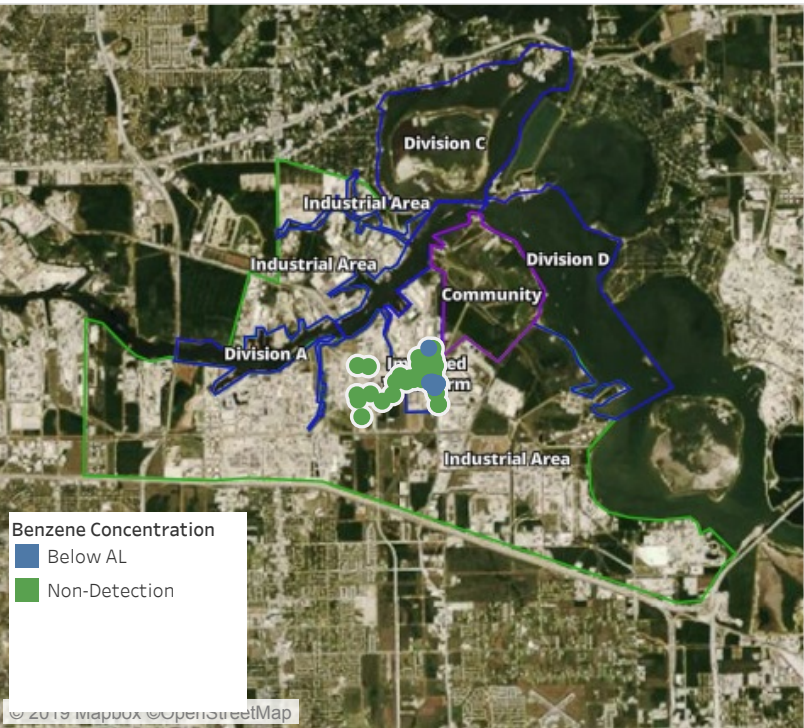 Division C
Industrial Area
Division D
Industrial Area
Community
Division A
Industrial Area
Benzene Concentration
Below AL
Non-Detection
© 2019 Mapbox ©OpenStreetMap